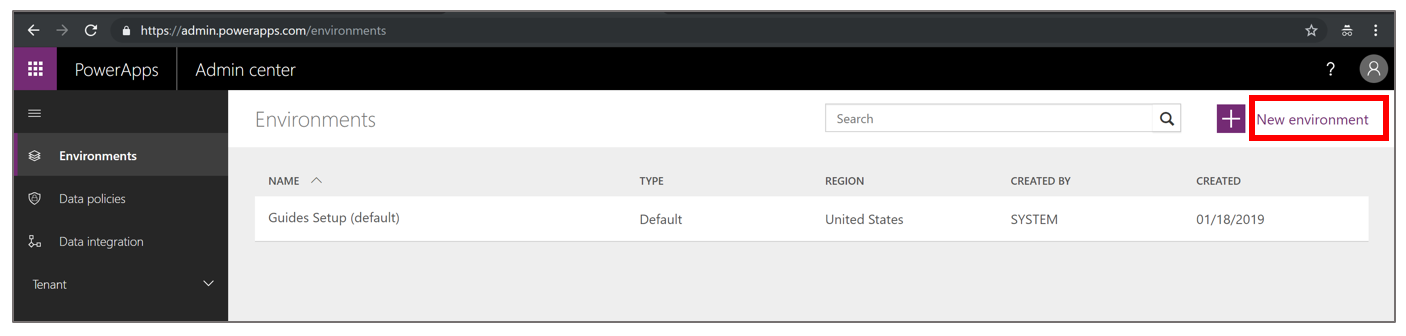 https://admin.powerapps.com/environments
PowerApps Admin center ?
Environments Search New environment
Environments
Data policies
Data integration
Tenant
NAME TYPE REGION CREATED BY CREATED
Guides Setup (default) Default United States SYSTEM 01/18/2019